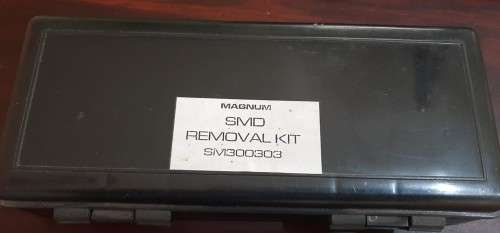 MAGNUM
SMD
REMOVAL KIT
SM300303